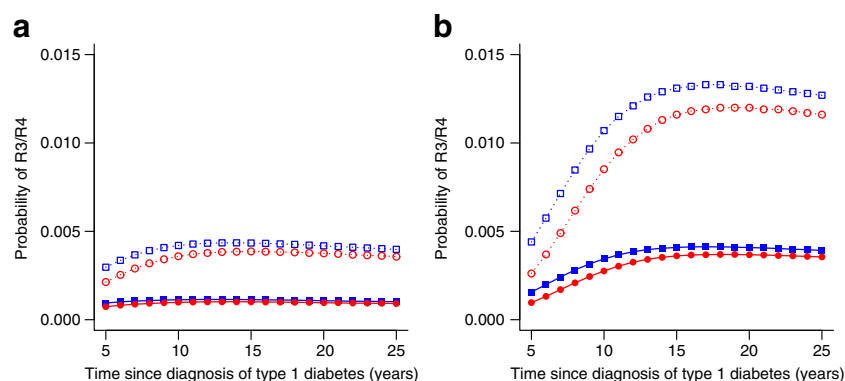 a
b
0.015
0.010
0.005
0.000
Probability of R3/R4
5 10 15 20 25
Time since diagnosis of type 1 diabetes (years)
0.015
0.010
0.005
0.000
Probability of R3/R4
5 10 15 20 25
Time since diagnosis of type 1 diabetes (years)